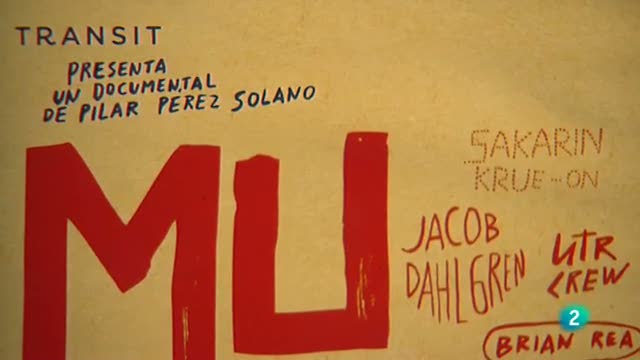 TRANSIT
PRESENTA
UN DOCUMENTAL
DE PILAR PEREZ SOLANO
MU
SAKARIN
KRUE-ON
JACOB
DAHLGREN
UTR
CREW
BRIAN REA
2